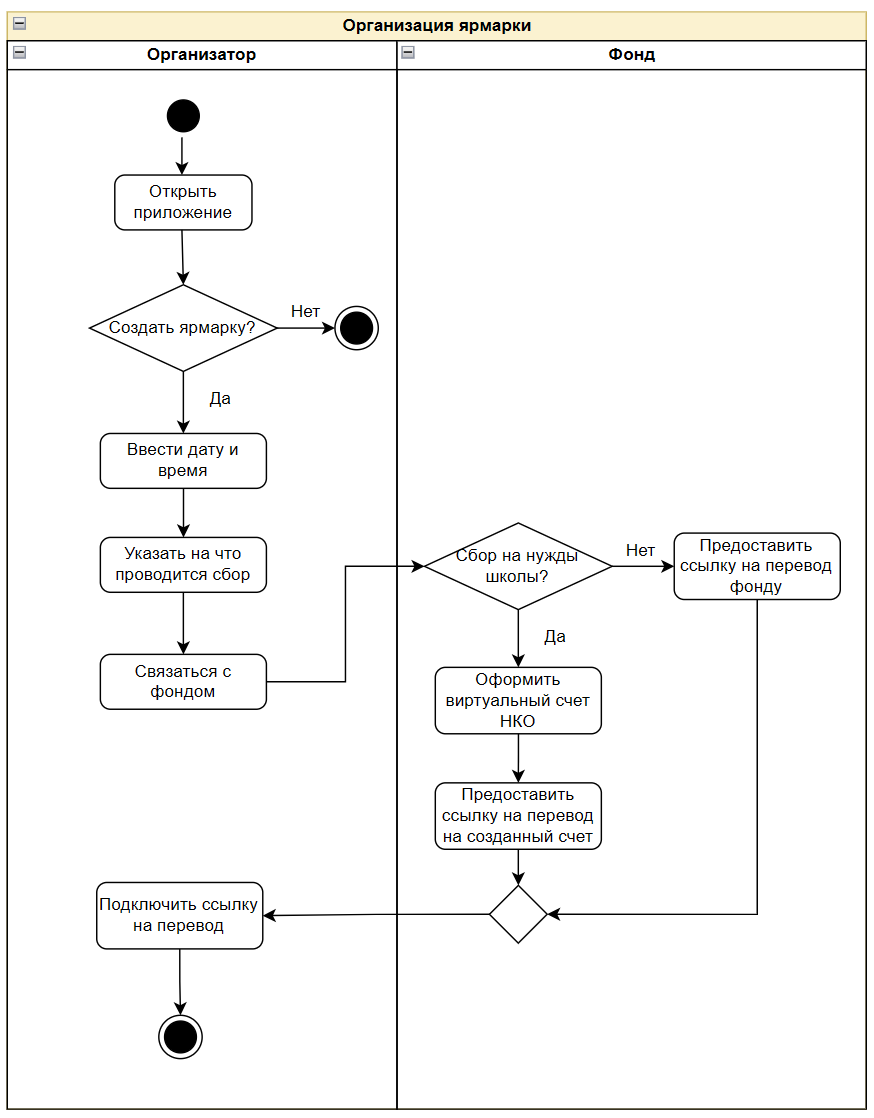 Организация ярмарки
Организатор
Фонд
Открыть
приложение
Создать ярмарку?
Нет
Да
Ввести дату и
время
Указать на что
проводится сбор
Связаться с
фондом
Сбор на нужды
школы?
Нет
Предоставить
ссылку на перевод
фонду
Да
Оформить
виртуальный счет
НКО
Предоставить
ссылку на перевод
на созданный счет
Подключить ссылку
на перевод